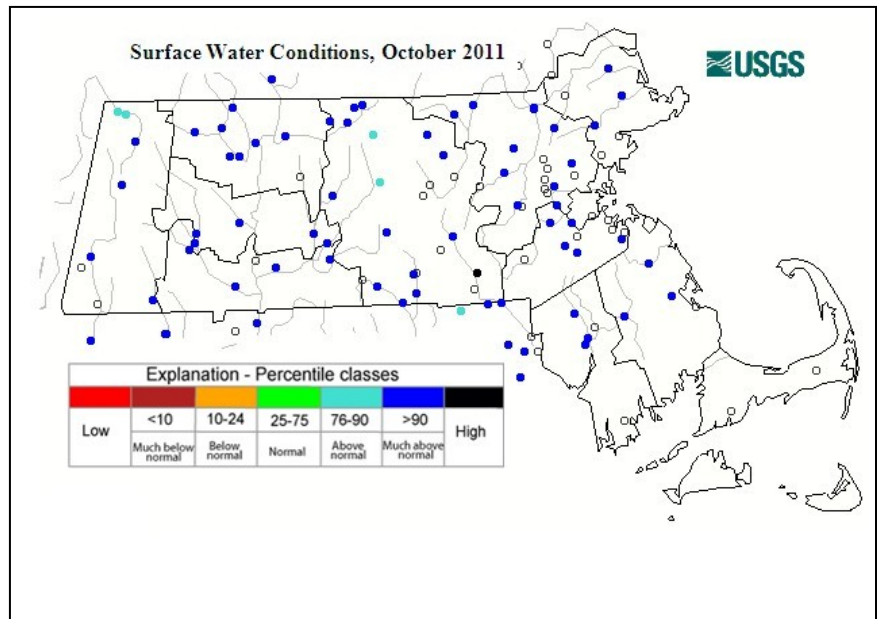 Surface Water Conditions, October 2011
USGS
Explanation - Percentile classes
Low <10 10-24 25-75 76-90 >90 High
Much below normal Below normal Normal Above normal Much above normal